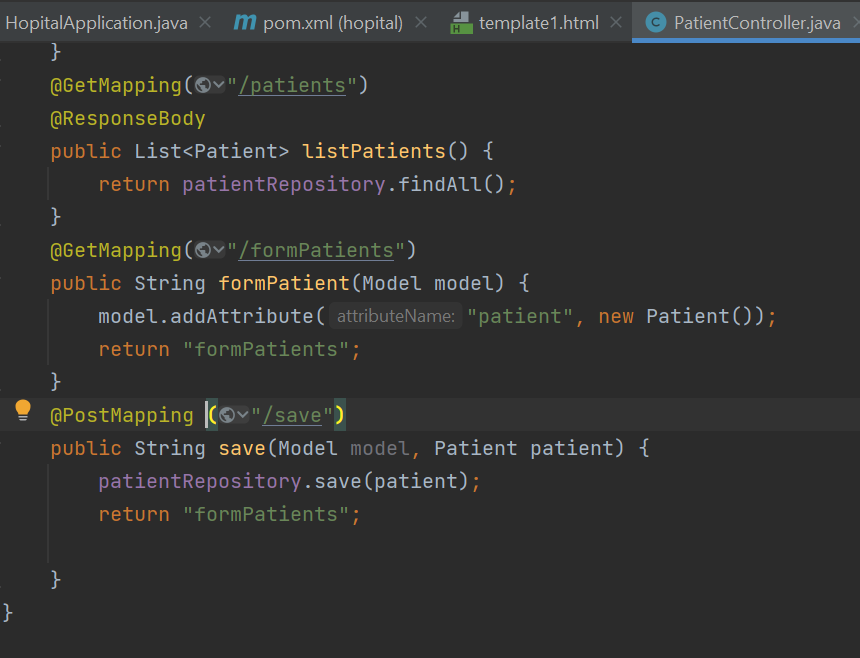 HopitalApplication.java × m pom.xml (hopital) × H template1.html × C PatientController.java
}
@GetMapping("/patients")
@ResponseBody
public List<Patient> listPatients() {
return patientRepository.findAll();
}
@GetMapping("/formPatients")
public String formPatient(Model model) {
model.addAttribute( attributeName: "patient", new Patient());
return "formPatients";
}
@PostMapping ("/save")
public String save(Model model, Patient patient) {
patientRepository.save(patient);
return "formPatients";
}
}